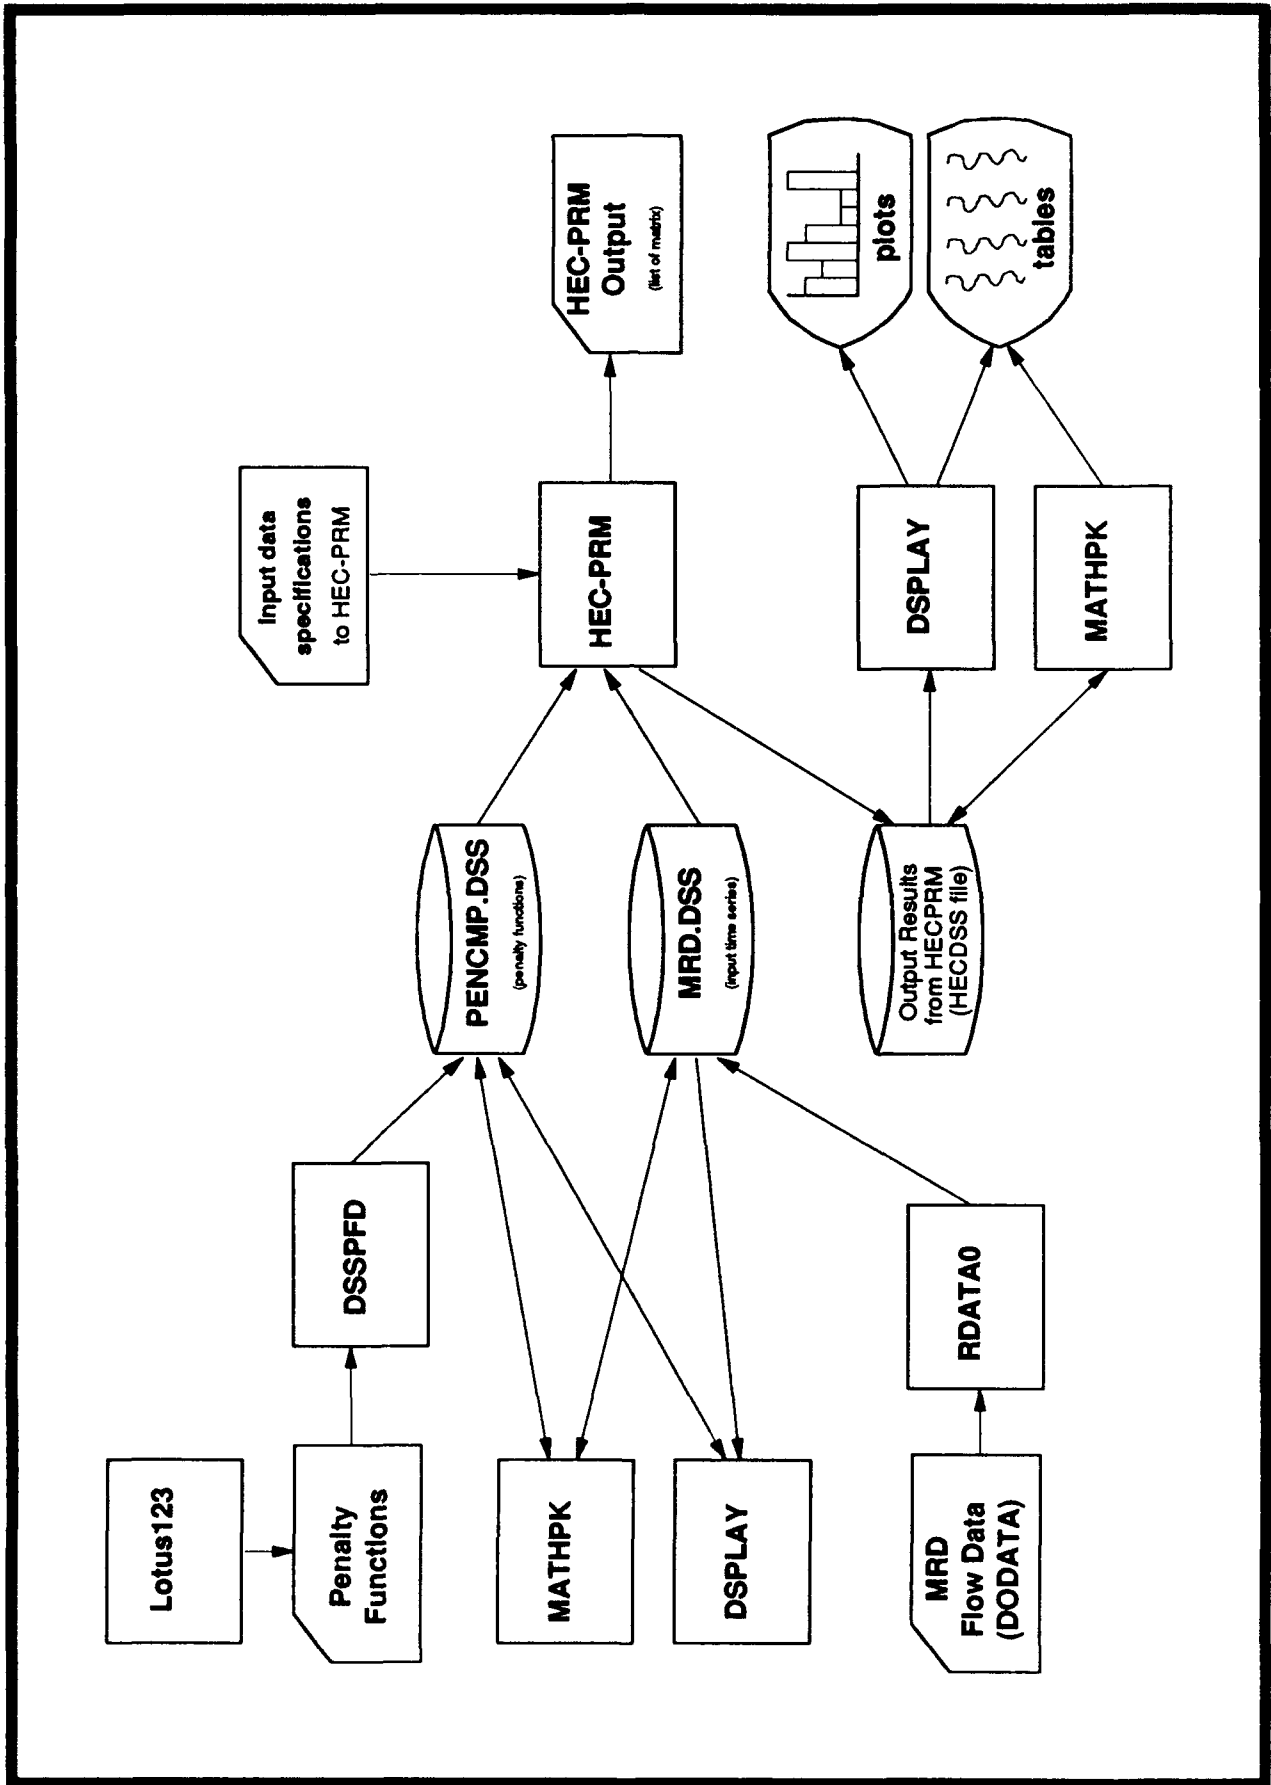 Lotus123
Penalty
Functions
DSSPFD
MATHPK
DSPLAY
MRD
Flow Data
(DODATA)
RDATA0
PENCMP.DSS
(penalty functions)
MRD.DSS
(input time series)
Output Results
from HECPRM
(HECDSS file)
Input data
specifications
to HEC-PRM
HEC-PRM
HEC-PRM
Output
(list of matrix)
DSPLAY
MATHPK
plots
tables